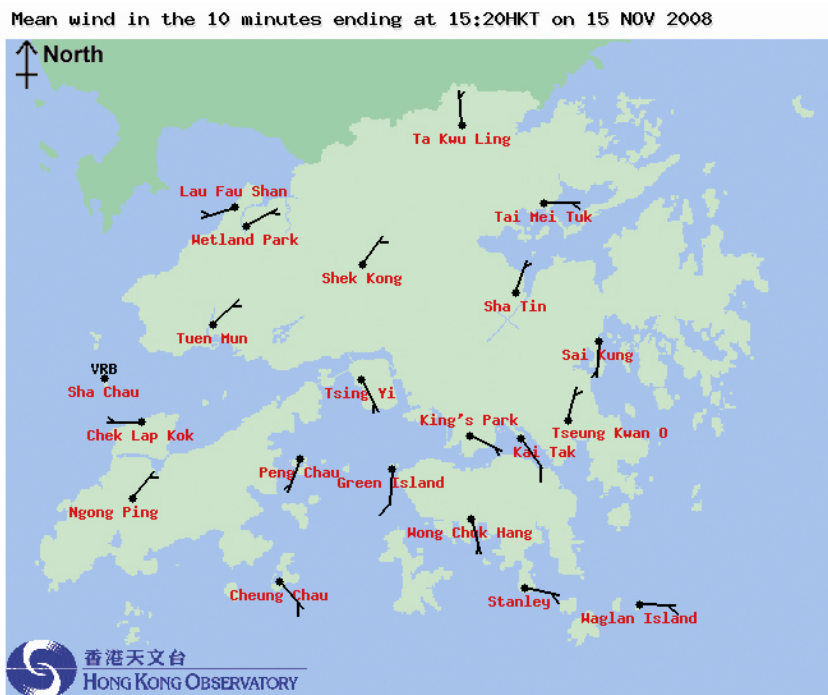 Mean wind in the 10 minutes ending at 15:20HKT on 15 NOV 2008
North
Ta Kwu Ling
Lau Fau Shan
Tai Mei Tuk
Wetland Park
Shek Kong
Sha Tin
Tuen Mun
Sai Kung
VRB
Sha Chau
Tsing Yi
King's Park
Chek Lap Kok
Tseung Kwan O
Kai Tak
Peng Chau
Green Island
Ngong Ping
Wong Chuk Hang
Cheung Chau
Stanley
Waglan Island
香港天文台
HONG KONG OBSERVATORY